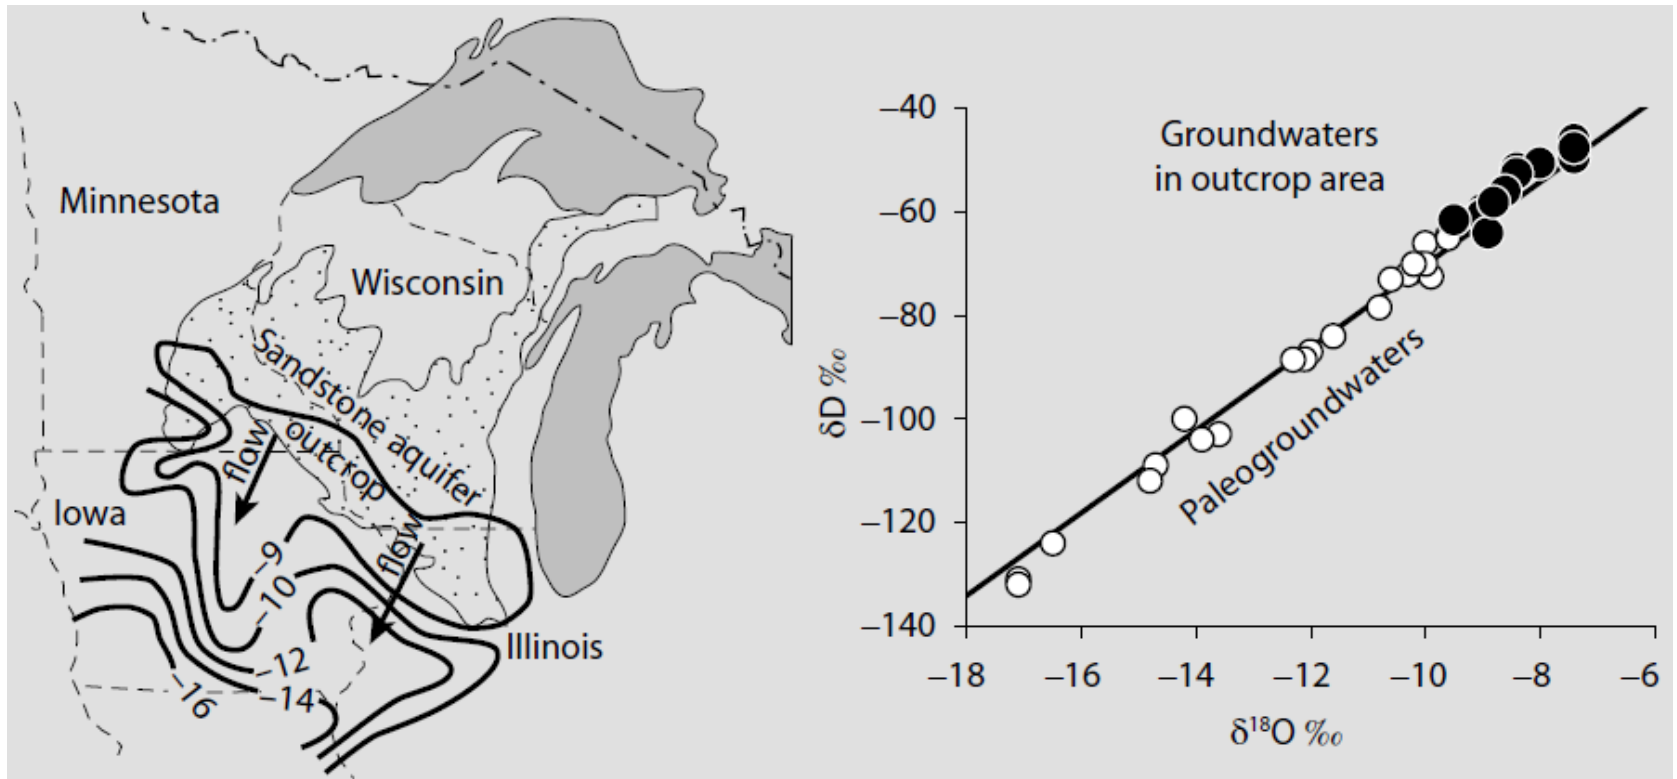 Minnesota
Wisconsin
Sandstone aquifer
outcrop
flow
flow
Iowa
Illinois
–9
–10
–12
–14
–16
Groundwaters
in outcrop area
Paleogroundwaters
δD ‰
–40
–60
–80
–100
–120
–140
–18
–16
–14
–12
–10
–8
–6
δ¹⁸O ‰